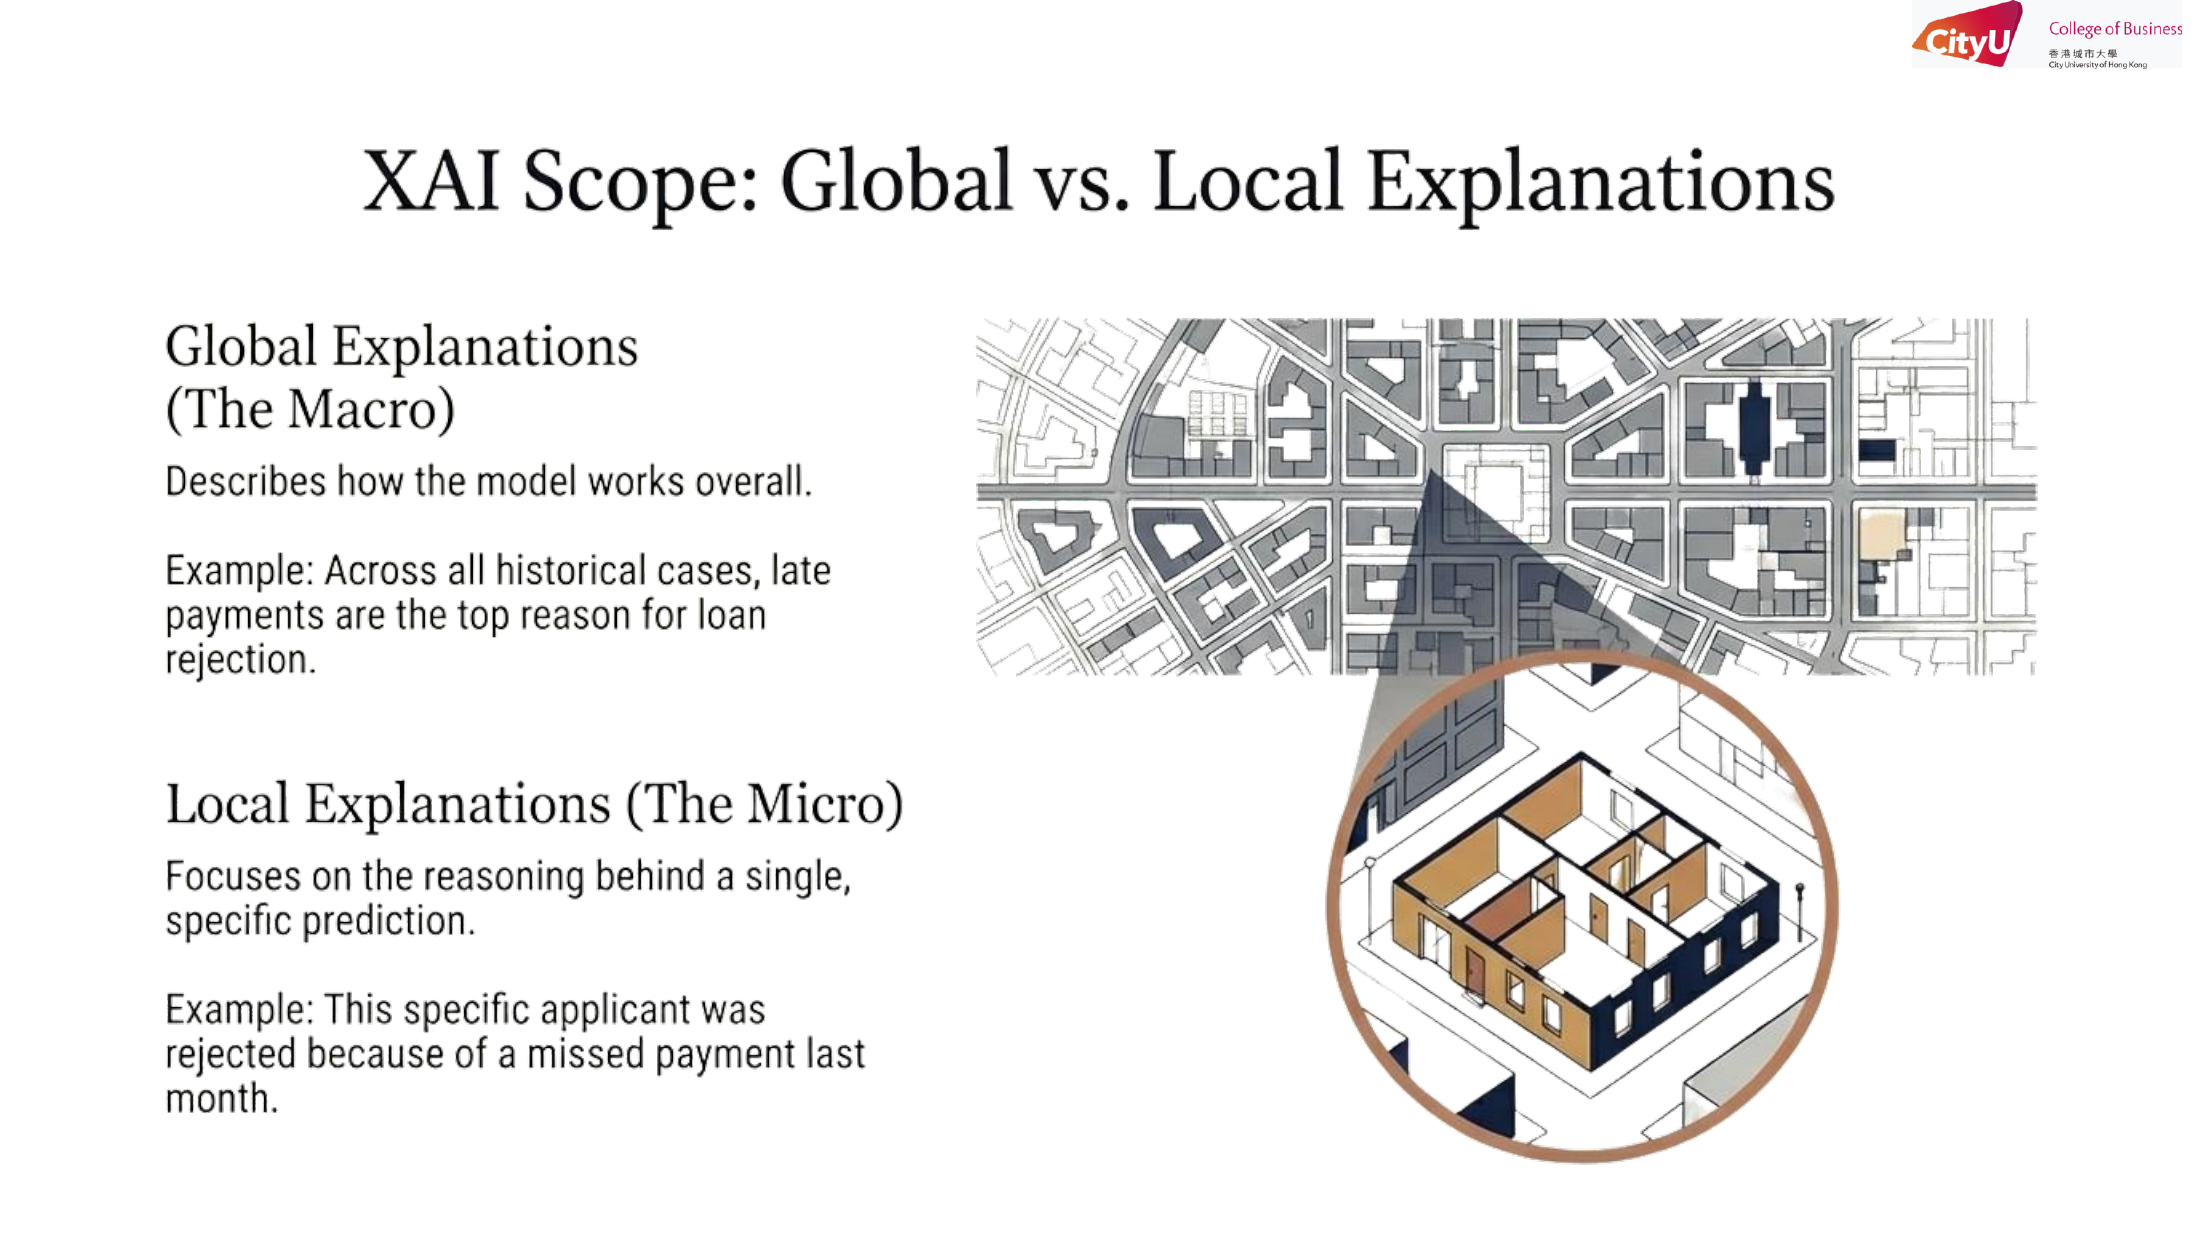 CityU
College of Business
香港城市大學
City University of Hong Kong
XAI Scope: Global vs. Local Explanations
Global Explanations
(The Macro)
Describes how the model works overall.
Example: Across all historical cases, late
payments are the top reason for loan
rejection.
Local Explanations (The Micro)
Focuses on the reasoning behind a single,
specific prediction.
Example: This specific applicant was
rejected because of a missed payment last
month.